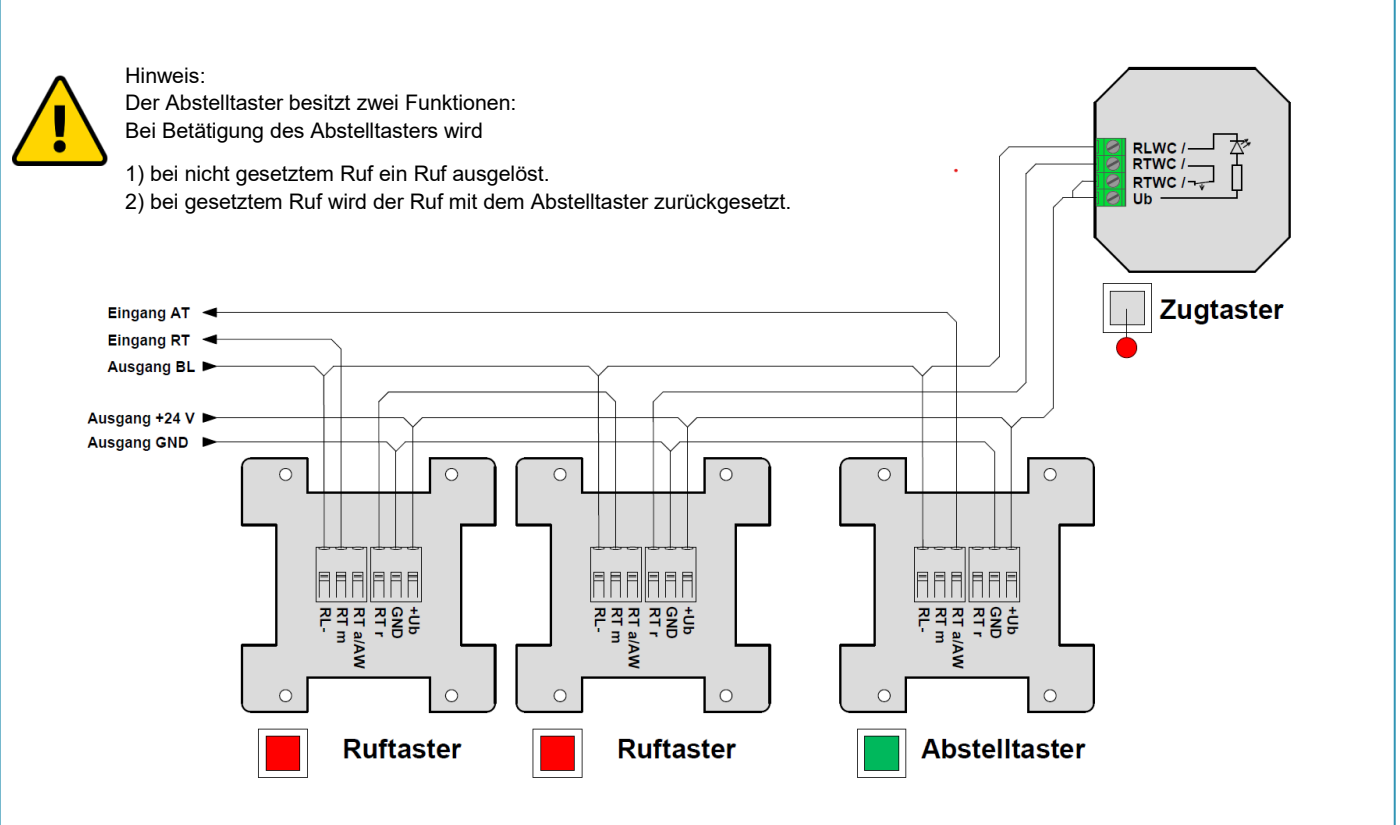 Hinweis:
Der Abstelltaster besitzt zwei Funktionen:
Bei Betätigung des Abstelltasters wird
1) bei nicht gesetztem Ruf ein Ruf ausgelöst.
2) bei gesetztem Ruf wird der Ruf mit dem Abstelltaster zurückgesetzt.
RLWC /
RTWC /
RTWC /
Ub
Zugtaster
Eingang AT
Eingang RT
Ausgang BL
Ausgang +24 V
Ausgang GND
RL-
RT m
RT a/AW
RT r
GND
+Ub
RL-
RT m
RT a/AW
RT r
GND
+Ub
RL-
RT m
RT a/AW
RT r
GND
+Ub
Ruftaster
Ruftaster
Abstelltaster